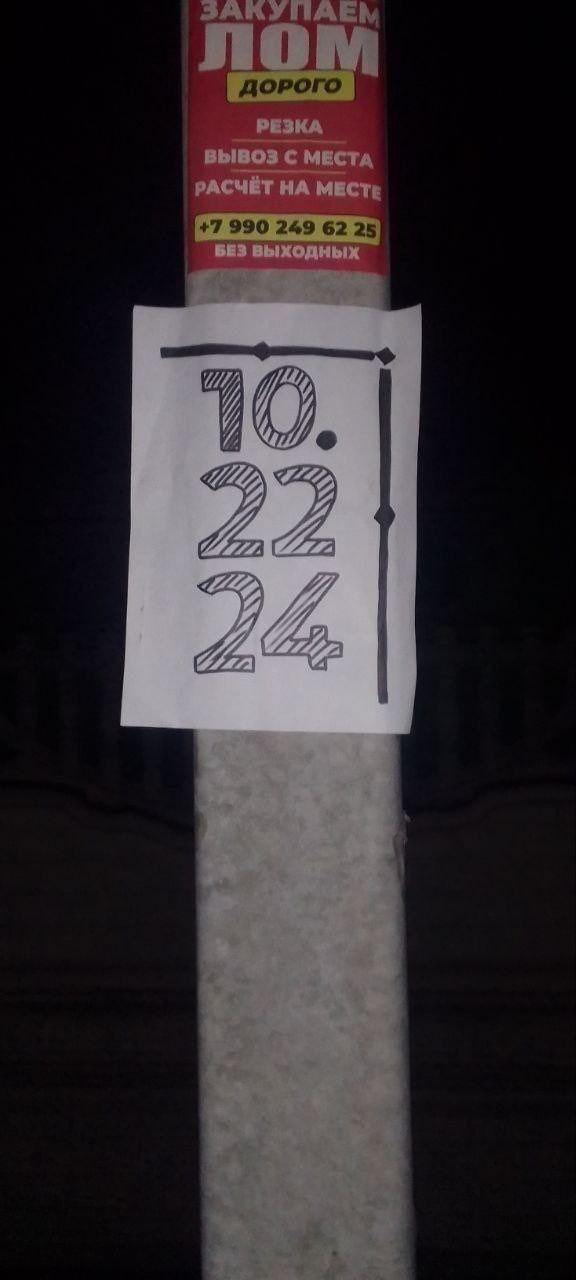 ЗАКУПАЕМ
ЛОМ
ДОРОГО
РЕЗКА
ВЫВОЗ С МЕСТА
РАСЧЁТ НА МЕСТЕ
+7 990 249 62 25
БЕЗ ВЫХОДНЫХ
10.
22
24